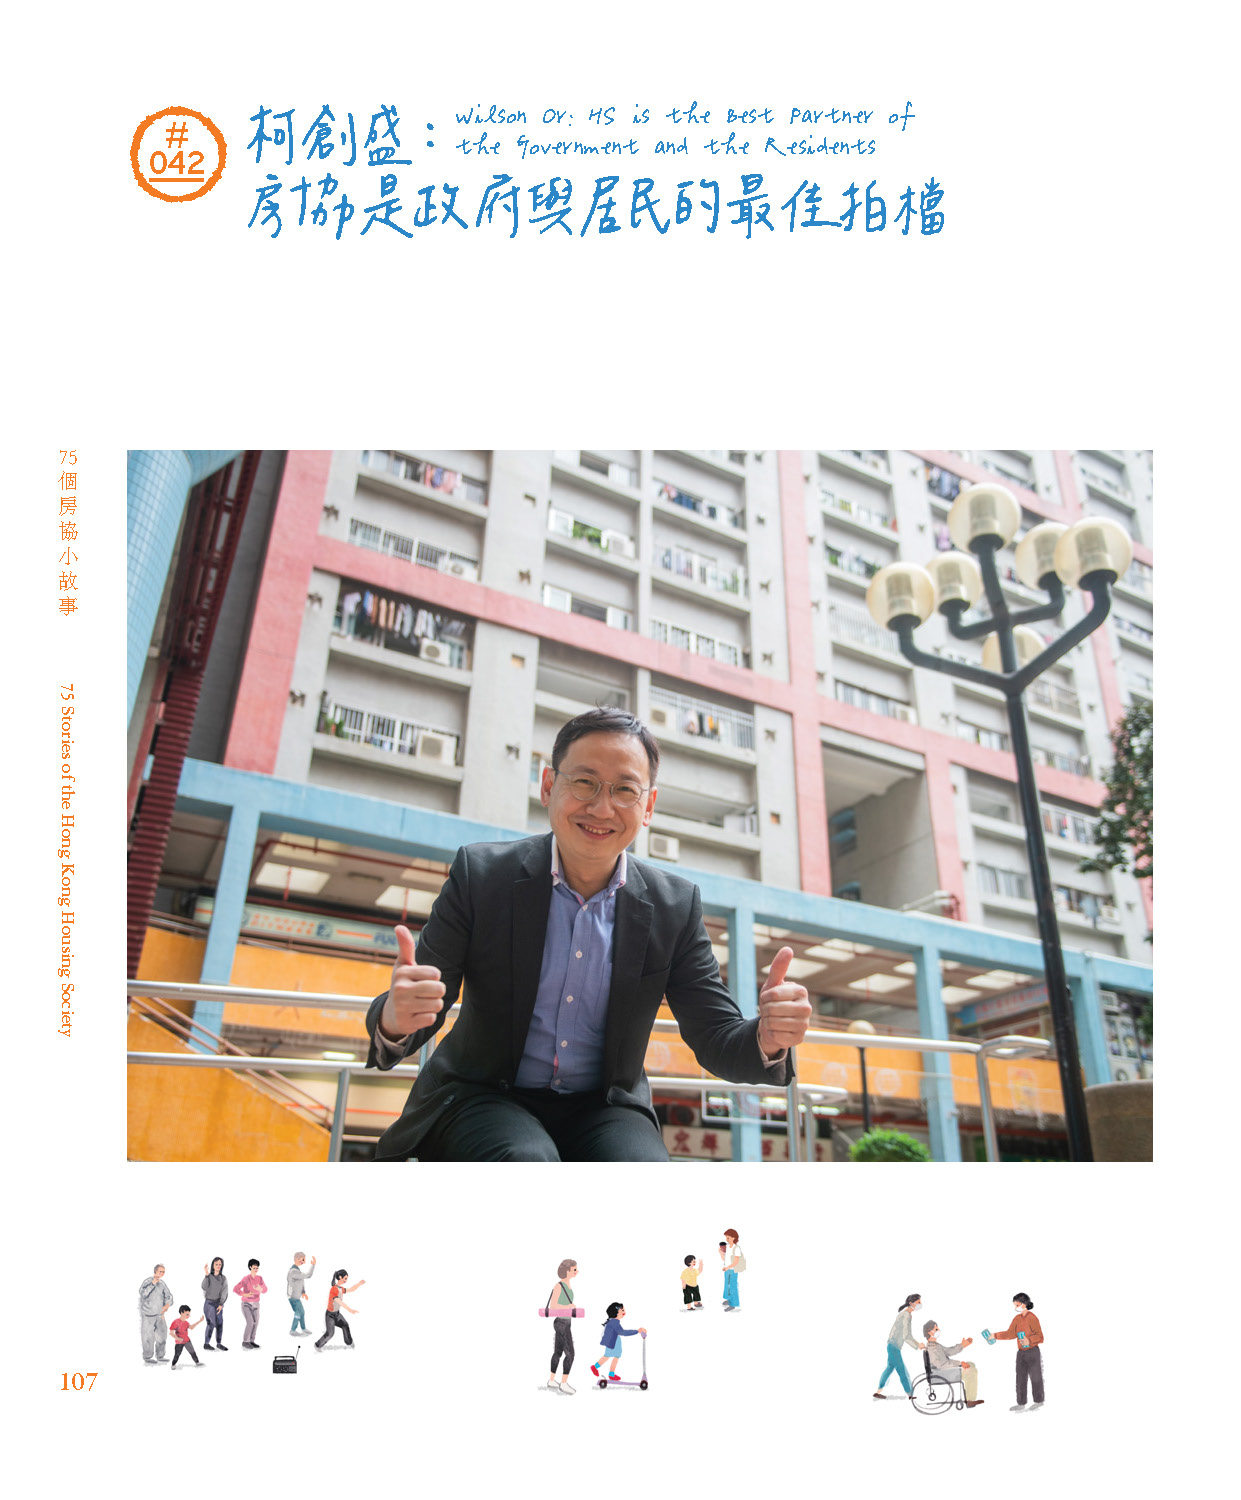 #
042
柯創盛：
Wilson Or: HS is the Best Partner of
the Government and the Residents
房協是政府與居民的最佳拍檔
75個房協小故事
75 Stories of the Hong Kong Housing Society
107